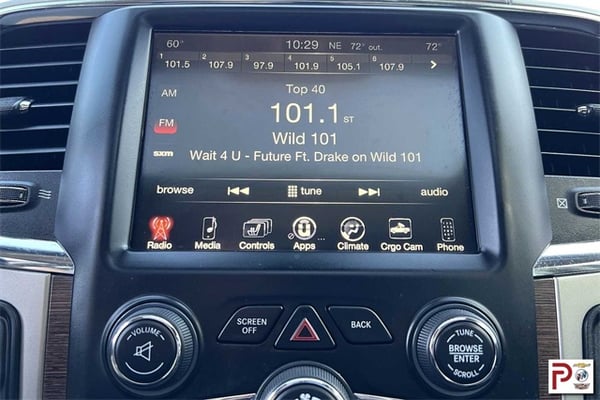 60° 10:29 NE 72° out. 72°
1 101.5 2 107.9 3 97.9 4 101.9 5 105.1 6 107.9 >
AM
Top 40
FM
101.1 ST
sxm
Wild 101
Wait 4 U - Future Ft. Drake on Wild 101
browse tune audio
Radio Media Controls Apps Climate Crgo Cam Phone
VOLUME
SCREEN OFF
BACK
TUNE
BROWSE
ENTER
SCROLL
P